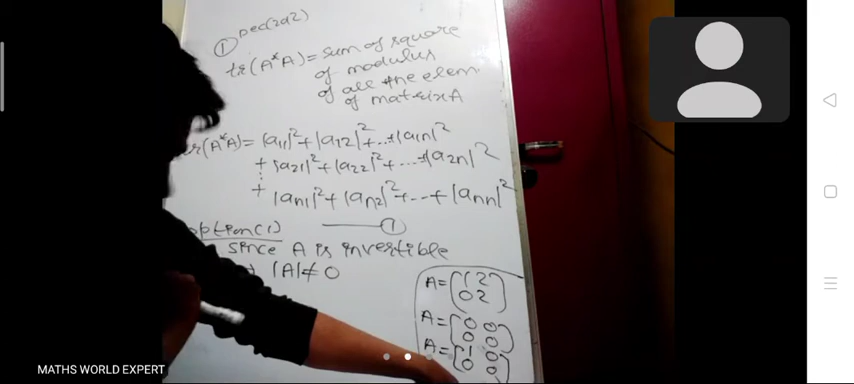 ① Dec(2012)
tr(A*A) = sum of square
of modulus
of all the elem
of matrix A
tr(A*A) = |a11|² + |a12|² + ... + |a1n|²
+ |a21|² + |a22|² + ... + |a2n|²
⋮
+ |an1|² + |an2|² + ... + |ann|²
①
option(1)
since A is invertible
|A| ≠ 0
A = [1 2
0 2]
A = [0 0
0 0]
A = [1 0
0 0]
MATHS WORLD EXPERT